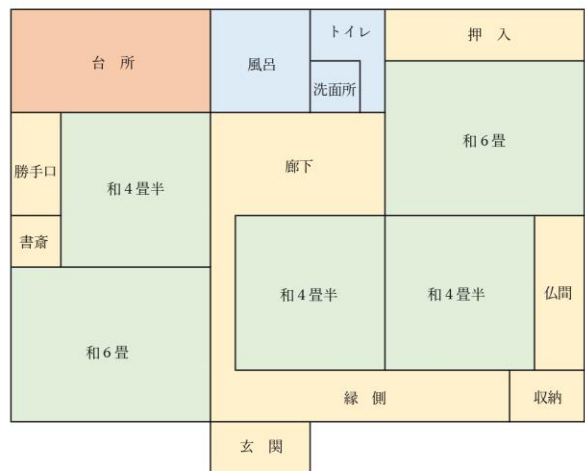 台 所
風呂
トイレ
洗面所
押 入
勝手口
和4畳半
廊下
和6畳
書斎
和6畳
和4畳半
和4畳半
仏間
縁 側
収納
玄 関